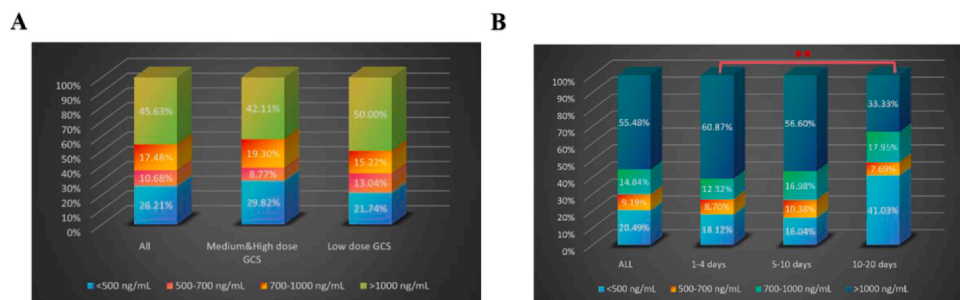 A
100%
90%
80%
70%
60%
50%
40%
30%
20%
10%
0%
45.63%
17.48%
10.68%
26.21%
42.11%
19.30%
8.77%
29.82%
50.00%
15.22%
13.04%
21.74%
All
Medium&High dose
GCS
Low dose GCS
<500 ng/mL
500-700 ng/mL
700-1000 ng/mL
>1000 ng/mL
B
**
100%
90%
80%
70%
60%
50%
40%
30%
20%
10%
0%
55.48%
14.84%
9.19%
20.49%
60.87%
12.32%
8.70%
18.12%
56.60%
16.98%
10.38%
16.04%
33.33%
17.95%
7.69%
41.03%
ALL
1-4 days
5-10 days
10-20 days
<500 ng/mL
500-700 ng/mL
700-1000 ng/mL
>1000 ng/mL